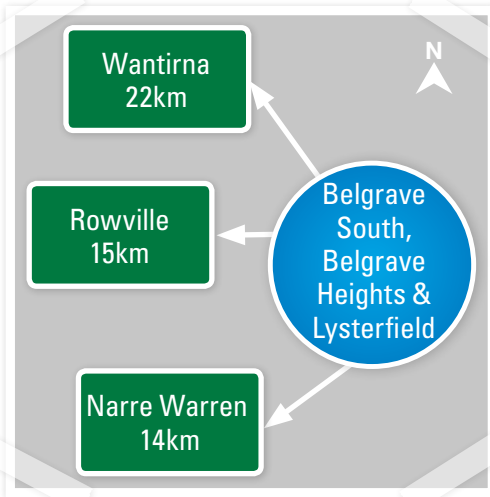 Wantirna
22km
N
Rowville
15km
Belgrave
South,
Belgrave
Heights &
Lysterfield
Narre Warren
14km